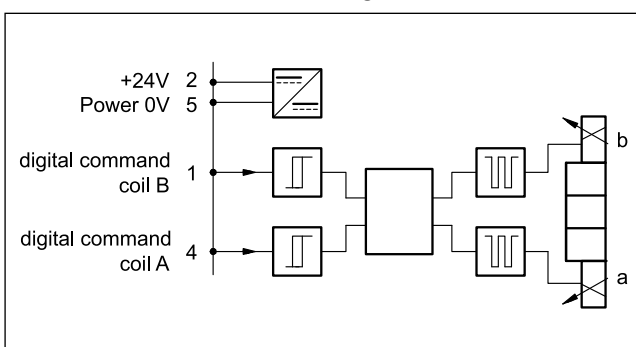 +24V 2
Power 0V 5
digital command
coil B 1
digital command
coil A 4
b
a